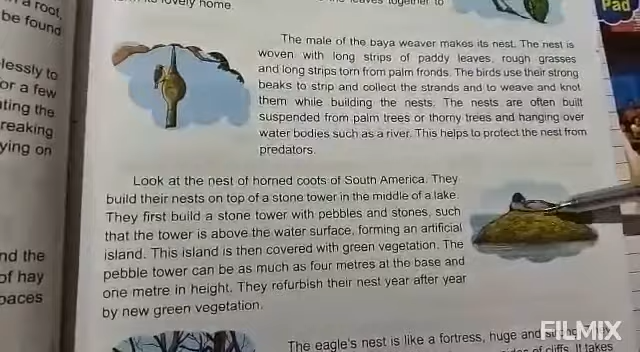 a root,
be found
lessly to
or a few
ating the
reaking
ying on
nd the
of hay
paces
lovely home.
leaves together to
The male of the baya weaver makes its nest. The nest is
woven with long strips of paddy leaves, rough grasses
and long strips torn from palm fronds. The birds use their strong
beaks to strip and collect the strands and to weave and knot
them while building the nests. The nests are often built
suspended from palm trees or thorny trees and hanging over
water bodies such as a river. This helps to protect the nest from
predators.
Look at the nest of horned coots of South America. They
build their nests on top of a stone tower in the middle of a lake.
They first build a stone tower with pebbles and stones, such
that the tower is above the water surface, forming an artificial
island. This island is then covered with green vegetation. The
pebble tower can be as much as four metres at the base and
one metre in height. They refurbish their nest year after year
by new green vegetation.
The eagle's nest is like a fortress, huge and
of cliffs. It takes
Pad
FILMIX